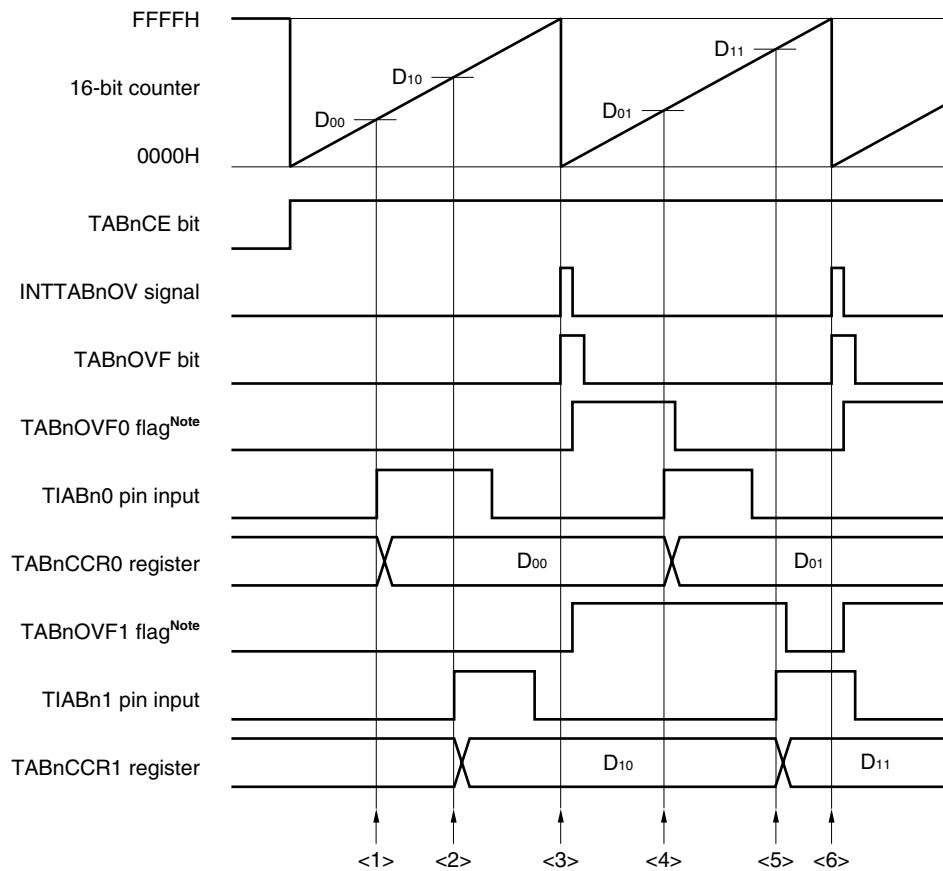 FFFFH
16-bit counter
0000H
D00
D10
D01
D11
TABnCE bit
INTTABnOV signal
TABnOVF bit
TABnOVF0 flagNote
TIABn0 pin input
TABnCCR0 register
D00
D01
TABnOVF1 flagNote
TIABn1 pin input
TABnCCR1 register
D10
D11
<1> <2> <3> <4> <5> <6>